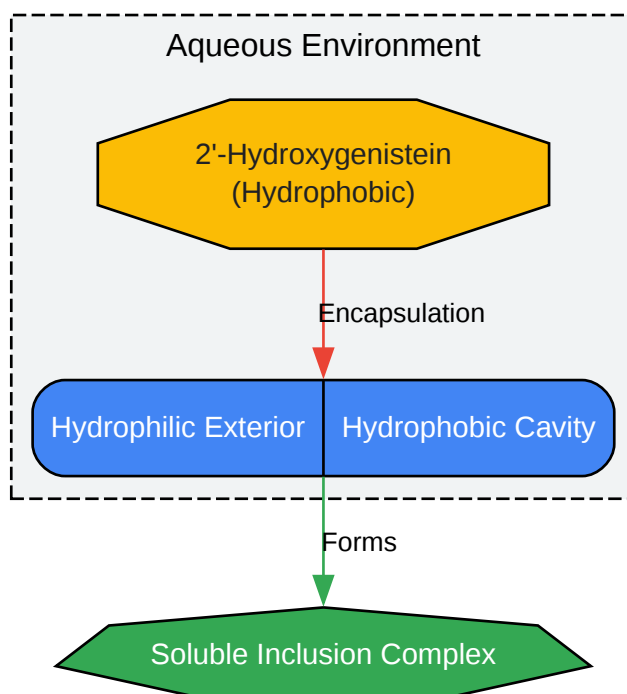 Aqueous Environment
2'-Hydroxygenistein
(Hydrophobic)
Encapsulation
Hydrophilic Exterior
Hydrophobic Cavity
Forms
Soluble Inclusion Complex